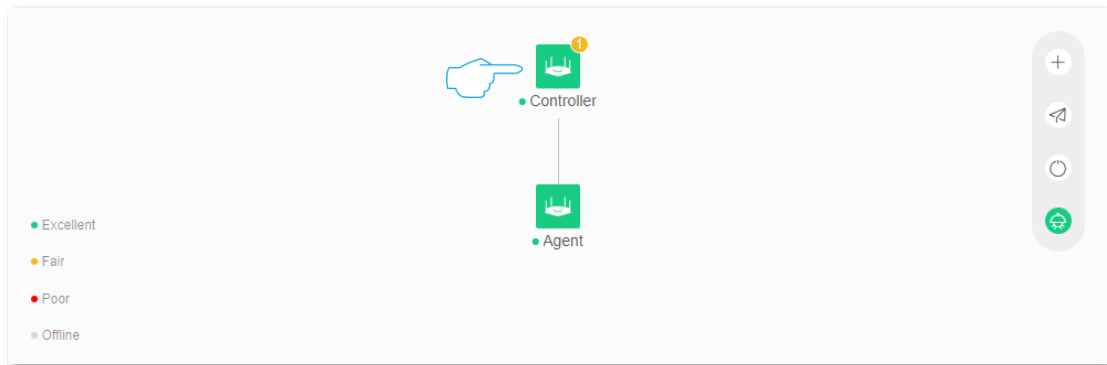 1
Controller
Agent
Excellent
Fair
Poor
Offline